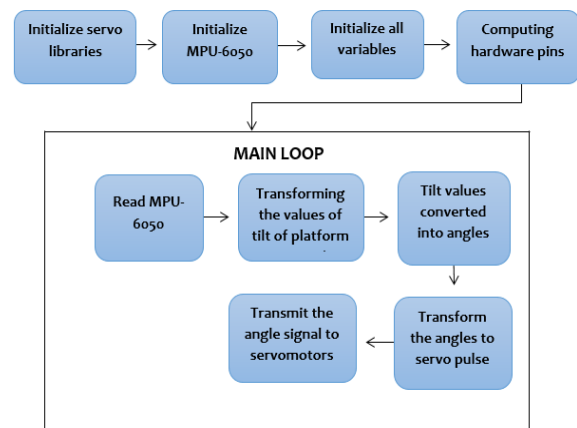 Initialize servo
libraries
Initialize
MPU-6050
Initialize all
variables
Computing
hardware pins
MAIN LOOP
Read MPU-
6050
Transforming
the values of
tilt of platform
.
Tilt values
converted
into angles
Transmit the
angle signal to
servomotors
Transform
the angles to
servo pulse